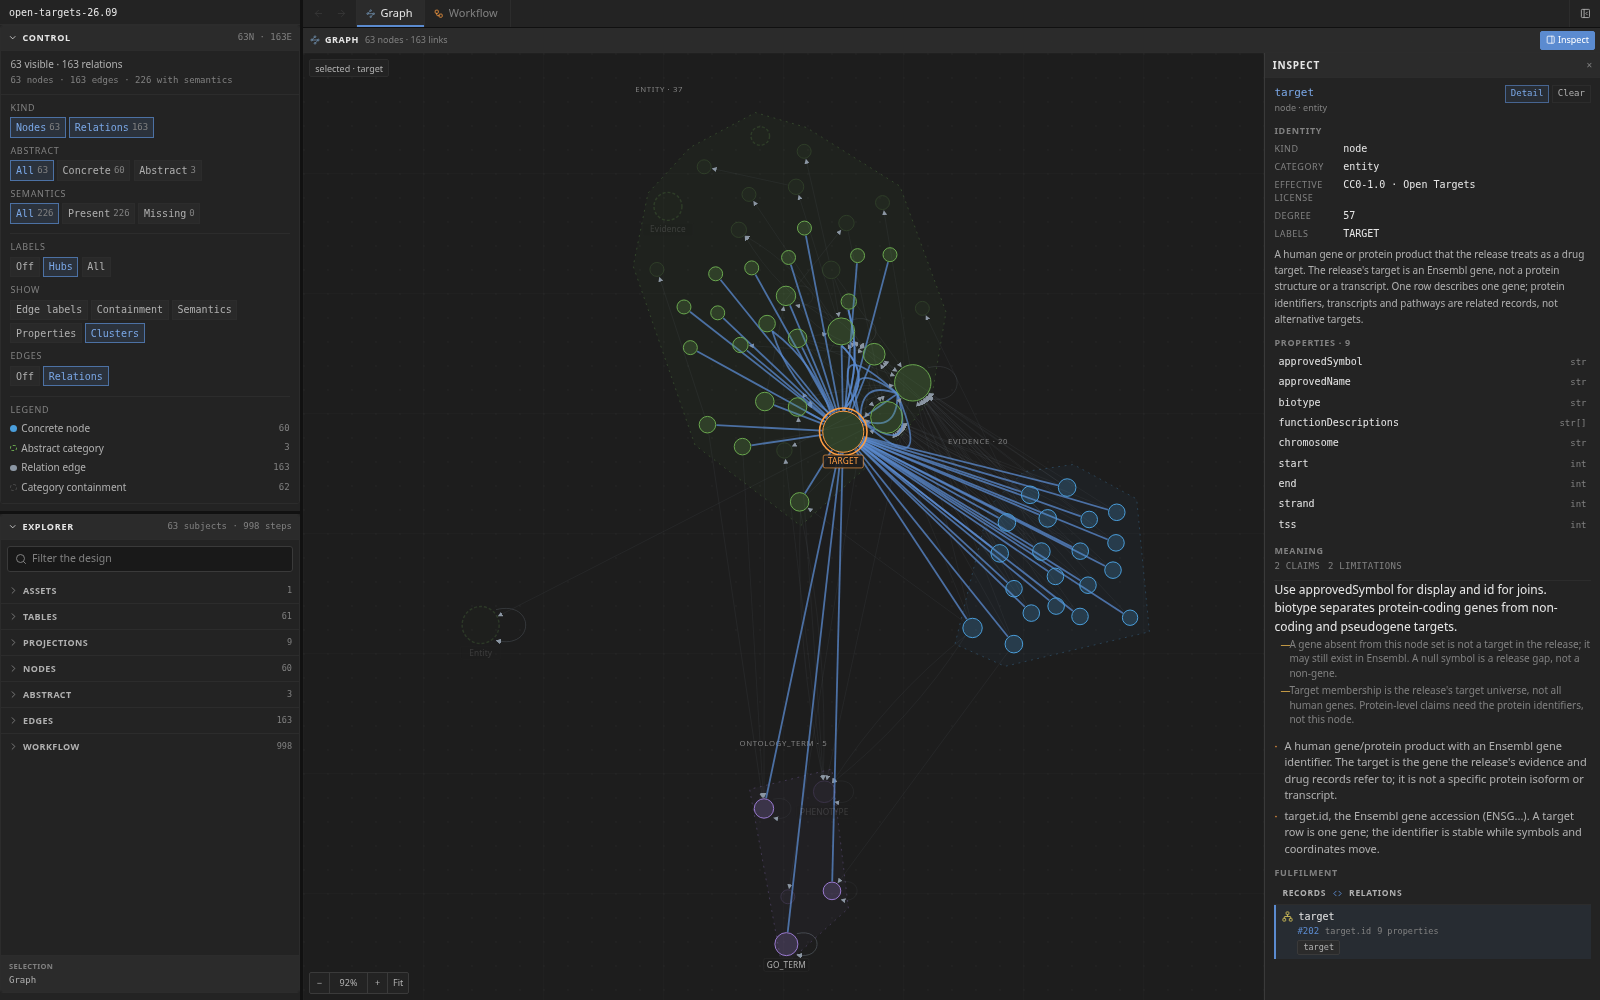 open-targets-26.09
CONTROL 63N · 163E
63 visible · 163 relations
63 nodes · 163 edges · 226 with semantics
KIND
Nodes 63 Relations 163
ABSTRACT
All 63 Concrete 60 Abstract 3
SEMANTICS
All 226 Present 226 Missing 0
LABELS
Off Hubs All
SHOW
Edge labels Containment Semantics
Properties Clusters
EDGES
Off Relations
LEGEND
Concrete node 60
Abstract category 3
Relation edge 163
Category containment 62
EXPLORER 63 subjects · 998 steps
Filter the design
ASSETS 1
TABLES 61
PROJECTIONS 9
NODES 60
ABSTRACT 3
EDGES 163
WORKFLOW 998
SELECTION
Graph
Graph Workflow
GRAPH 63 nodes · 163 links Inspect
selected · target
ENTITY · 37
Evidence
TARGET
EVIDENCE · 20
Entity
ONTOLOGY_TERM · 5
PHENOTYPE
GO_TERM
− 92% + Fit
INSPECT ×
target Detail Clear
node · entity
IDENTITY
KIND node
CATEGORY entity
EFFECTIVE LICENSE CC0-1.0 · Open Targets
DEGREE 57
LABELS TARGET
A human gene or protein product that the release treats as a drug
target. The release's target is an Ensembl gene, not a protein
structure or a transcript. One row describes one gene; protein
identifiers, transcripts and pathways are related records, not
alternative targets.
PROPERTIES · 9
approvedSymbol str
approvedName str
biotype str
functionDescriptions str[]
chromosome str
start int
end int
strand int
tss int
MEANING
2 CLAIMS 2 LIMITATIONS
Use approvedSymbol for display and id for joins.
biotype separates protein-coding genes from non-
coding and pseudogene targets.
—A gene absent from this node set is not a target in the release; it
may still exist in Ensembl. A null symbol is a release gap, not a
non-gene.
—Target membership is the release's target universe, not all
human genes. Protein-level claims need the protein identifiers,
not this node.
· A human gene/protein product with an Ensembl gene
identifier. The target is the gene the release's evidence and
drug records refer to; it is not a specific protein isoform or
transcript.
· target.id, the Ensembl gene accession (ENSG…). A target
row is one gene; the identifier is stable while symbols and
coordinates move.
FULFILMENT
RECORDS <> RELATIONS
target
#202 target.id 9 properties
target